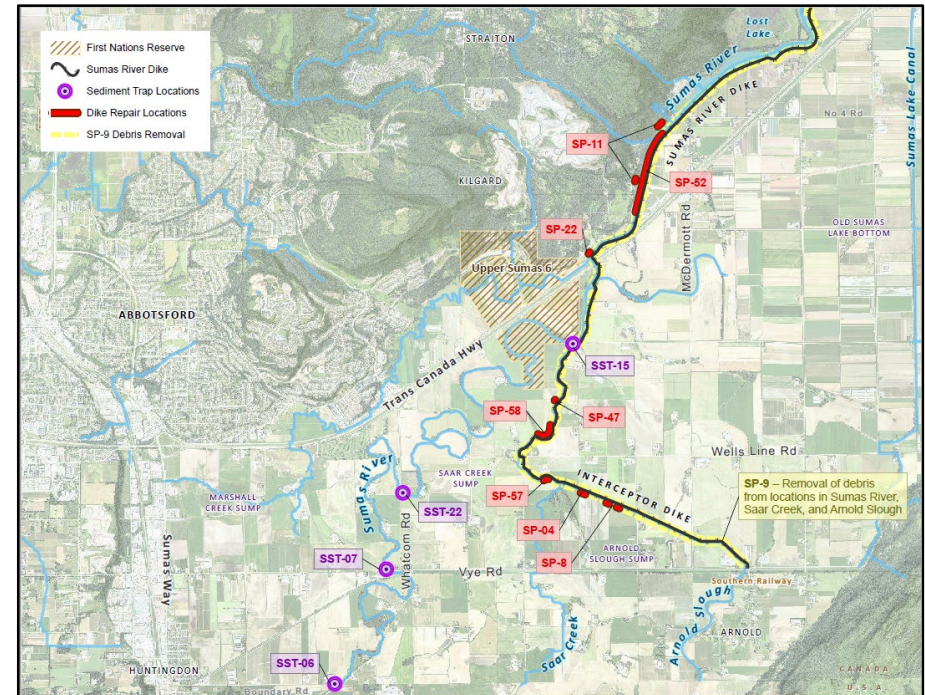 First Nations Reserve
Sumas River Dike
Sediment Trap Locations
Dike Repair Locations
SP-9 Debris Removal
Lost
Lake
STRAITON
Sumas River
SUMAS RIVER DIKE
Sumas Lake Canal
No 4 Rd
SP-11
SP-52
KILGARD
McDermott Rd
OLD SUMAS
LAKE BOTTOM
SP-22
Upper Sumas 6
ABBOTSFORD
Trans Canada Hwy
SST-15
SP-47
SP-58
Wells Line Rd
Sumas River
SAAR CREEK
SUMP
SP-57
INTERCEPTOR DIKE
SP-9 – Removal of debris
from locations in Sumas River,
Saar Creek, and Arnold Slough
MARSHALL
CREEK SUMP
SST-22
SP-04
Sumas Way
Whatcom Rd
SST-07
SP-8
ARNOLD
SLOUGH SUMP
Vye Rd
Southern Railway
Saar Creek
Arnold Slough
ARNOLD
HUNTINGDON
SST-06
Boundary Rd
CANADA
U.S.A